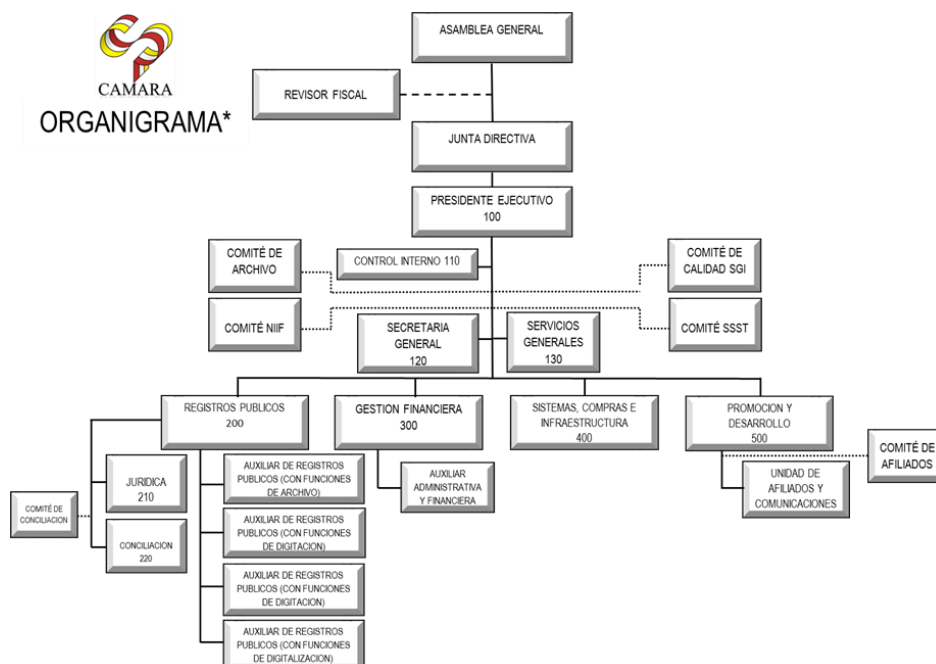 ASAMBLEA GENERAL
CAMARA
ORGANIGRAMA*
REVISOR FISCAL
JUNTA DIRECTIVA
PRESIDENTE EJECUTIVO
100
COMITÉ DE
ARCHIVO
CONTROL INTERNO 110
COMITÉ DE
CALIDAD SGI
COMITÉ NIIF
SECRETARIA
GENERAL
120
SERVICIOS
GENERALES
130
COMITÉ SSST
REGISTROS PUBLICOS
200
GESTION FINANCIERA
300
SISTEMAS, COMPRAS E
INFRAESTRUCTURA
400
PROMOCION Y
DESARROLLO
500
COMITÉ DE
AFILIADOS
JURIDICA
210
AUXILIAR DE REGISTROS
PUBLICOS (CON FUNCIONES
DE ARCHIVO)
AUXILIAR
ADMINISTRATIVA
Y FINANCIERA
UNIDAD DE
AFILIADOS Y
COMUNICACIONES
COMITÉ DE
CONCILIACION
CONCILIACION
220
AUXILIAR DE REGISTROS
PUBLICOS (CON FUNCIONES
DE DIGITACION)
AUXILIAR DE REGISTROS
PUBLICOS (CON FUNCIONES
DE DIGITACION)
AUXILIAR DE REGISTROS
PUBLICOS (CON FUNCIONES
DE DIGITALIZACION)